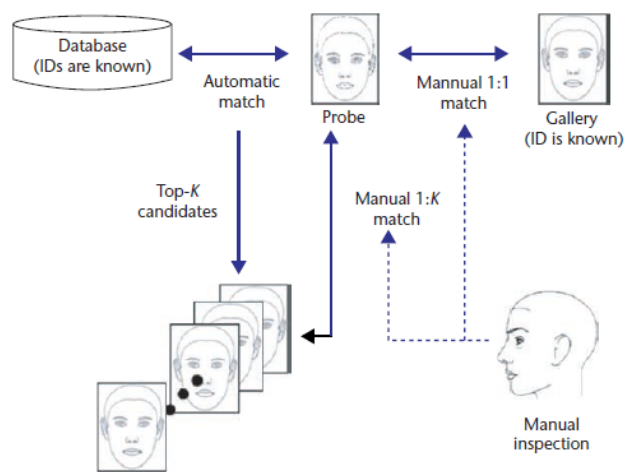 Database
(IDs are known)
Automatic
match
Probe
Mannual 1:1
match
Gallery
(ID is known)
Top-K
candidates
Manual 1:K
match
Manual
inspection